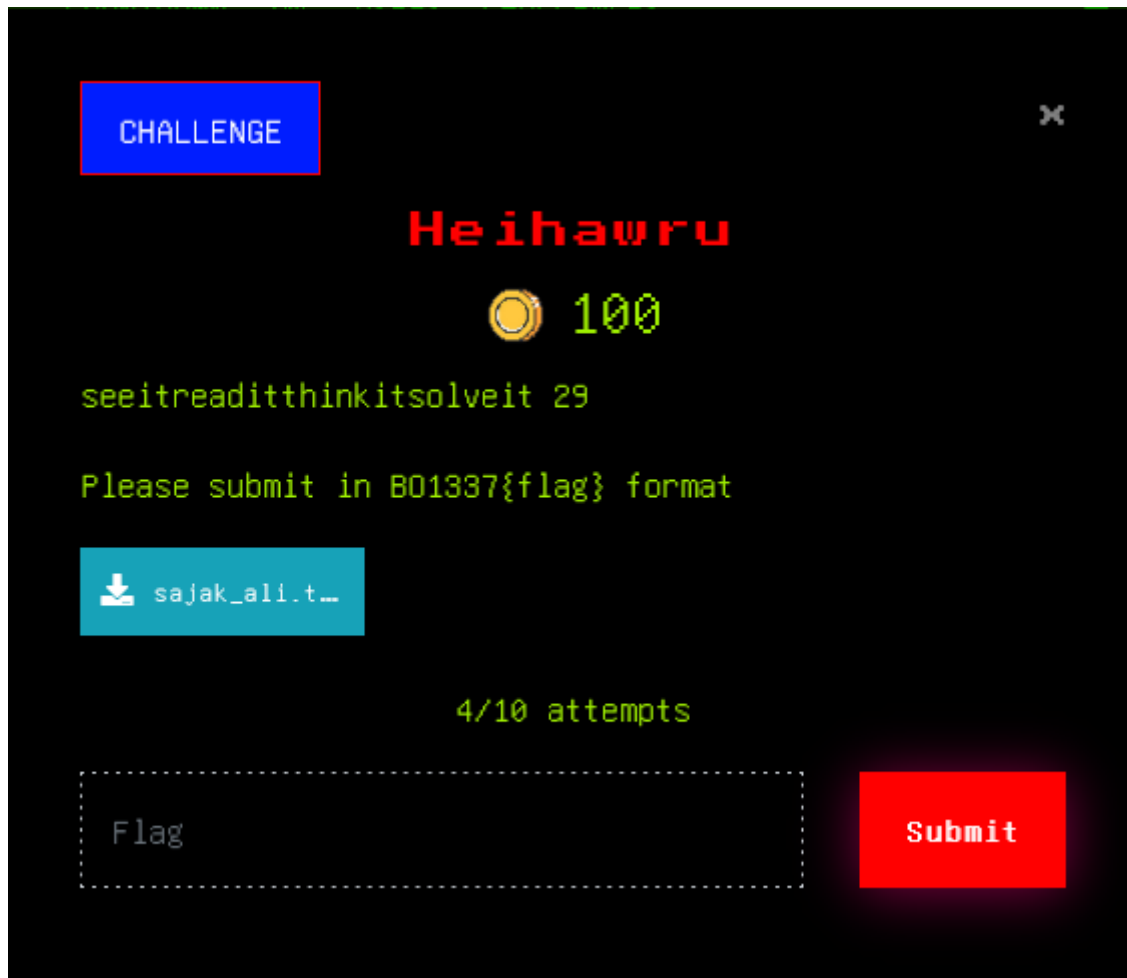 CHALLENGE
×
Heihawru
100
seeitreaditthinkitsolveit 29
Please submit in BO1337{flag} format
sajak_ali.t…
4/10 attempts
Flag
Submit